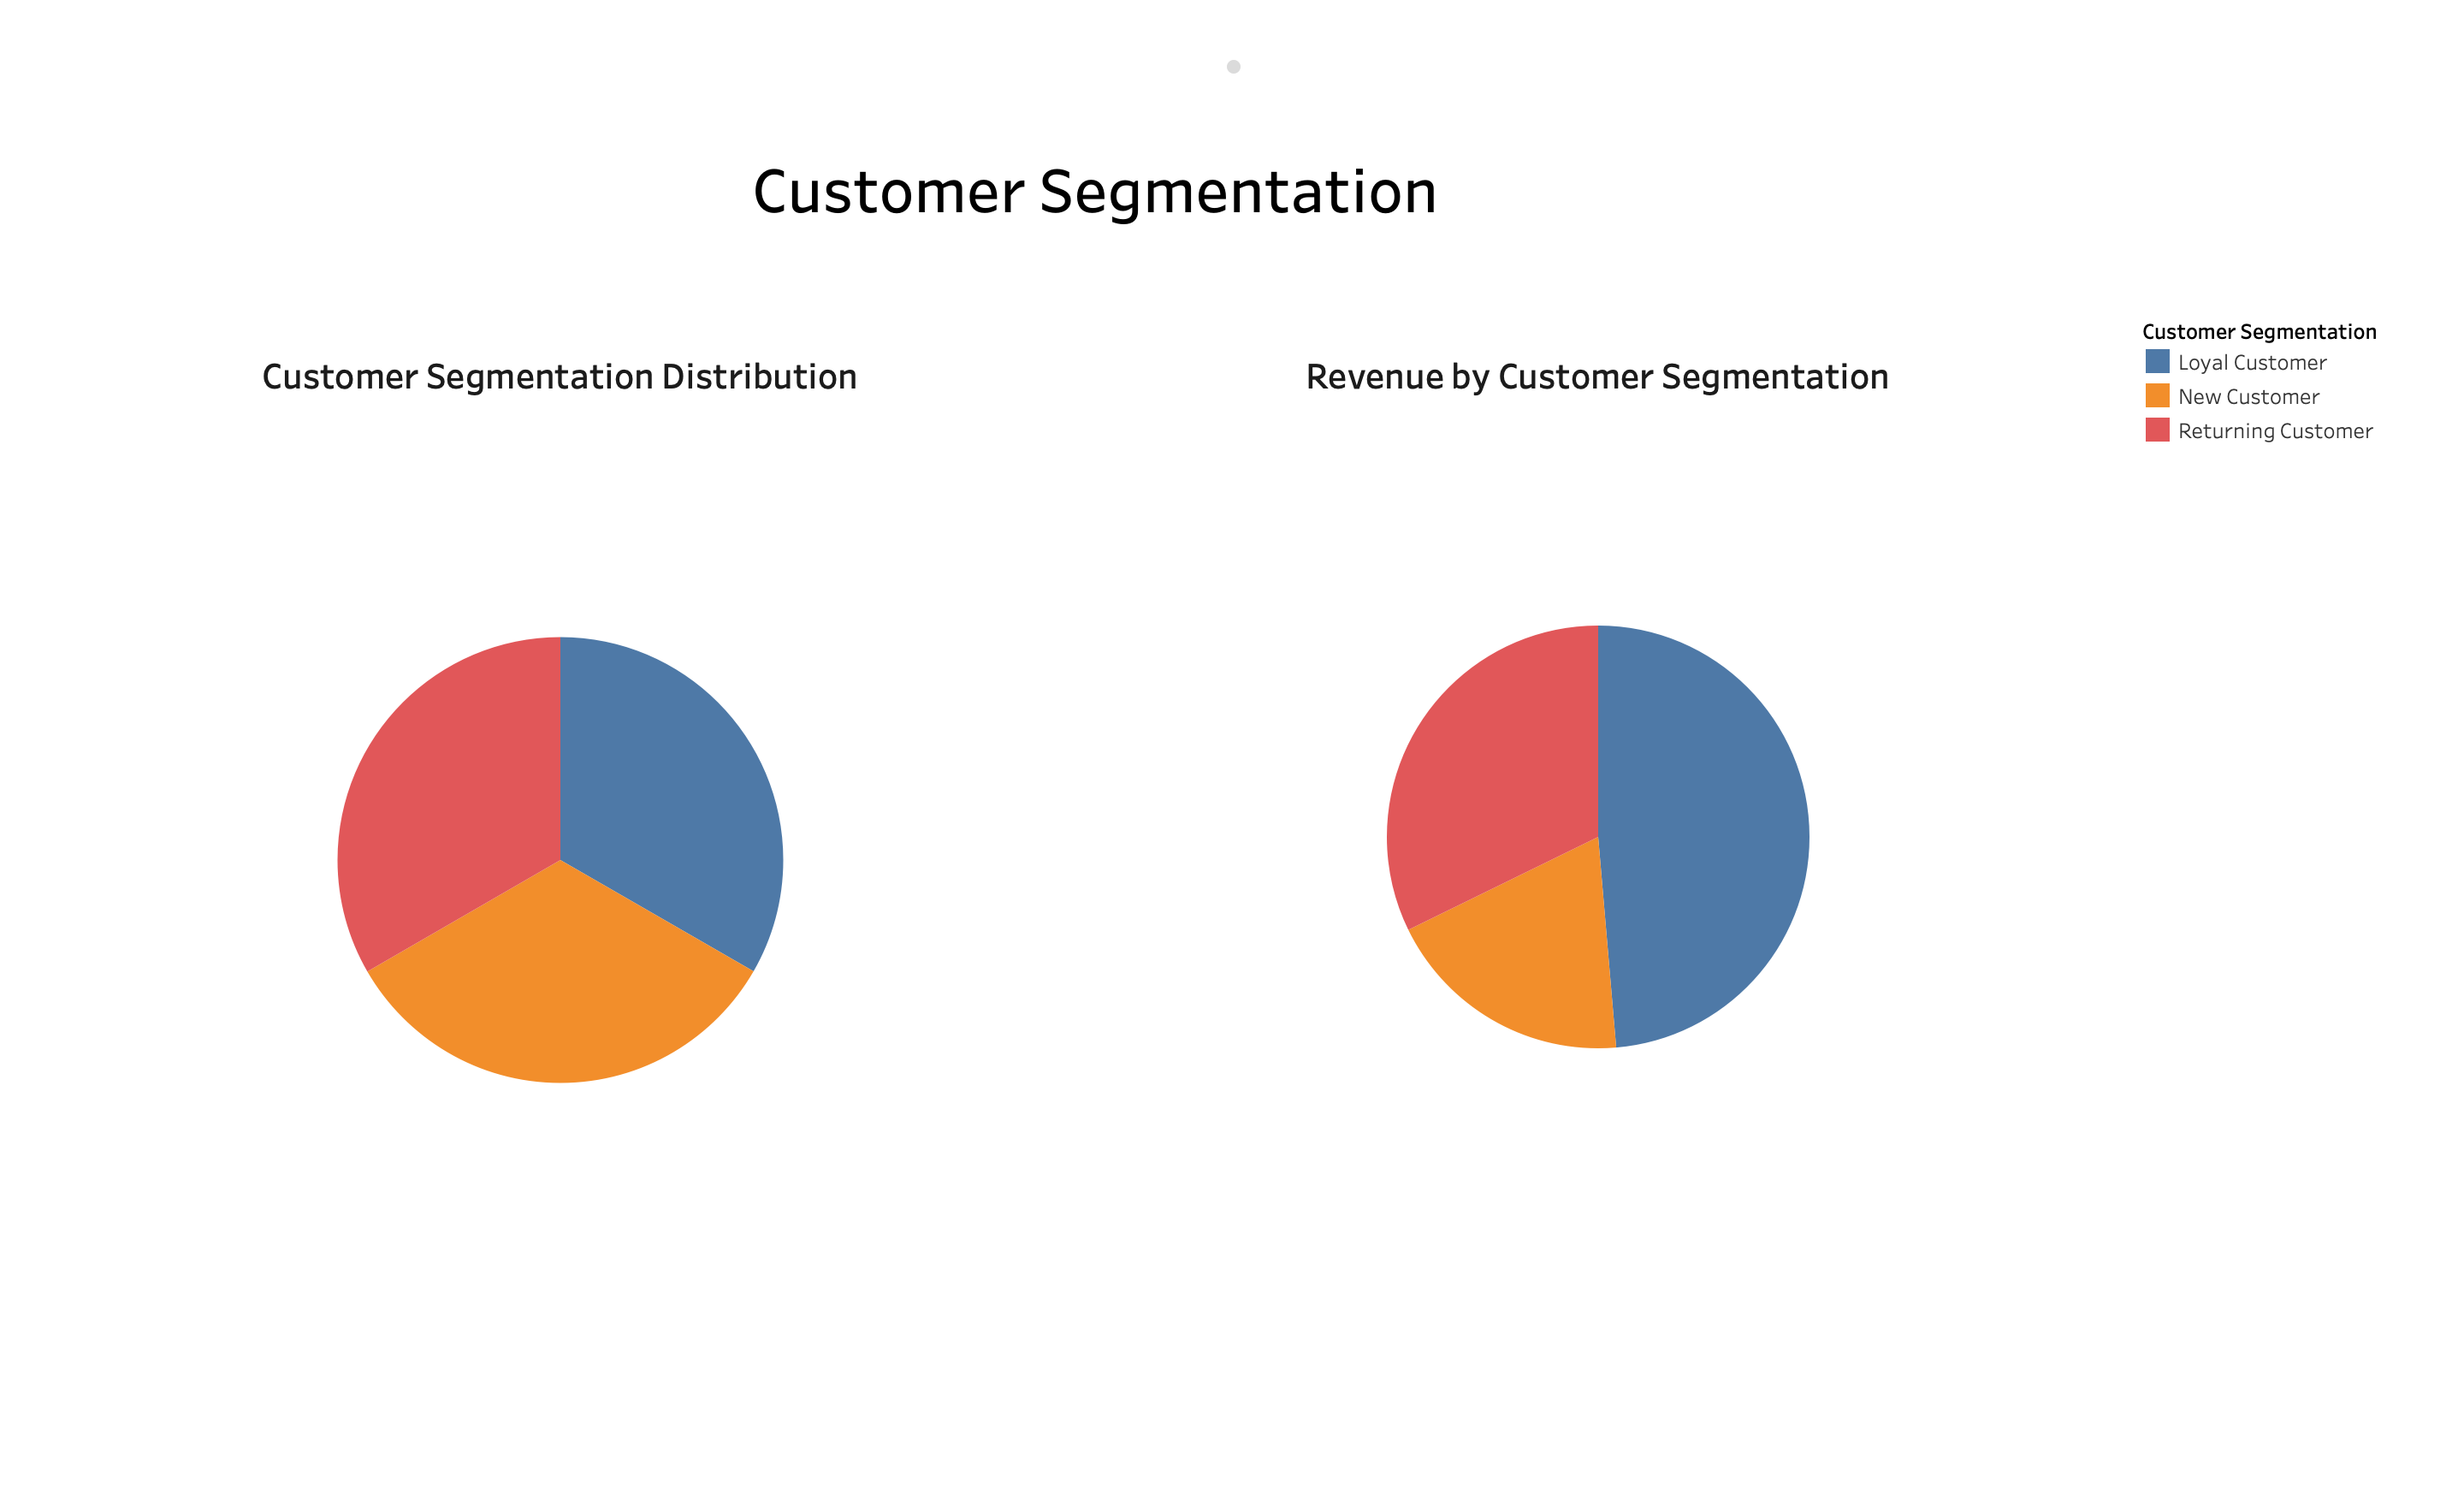 Customer Segmentation
Customer Segmentation Distribution
Revenue by Customer Segmentation
Customer Segmentation
Loyal Customer
New Customer
Returning Customer